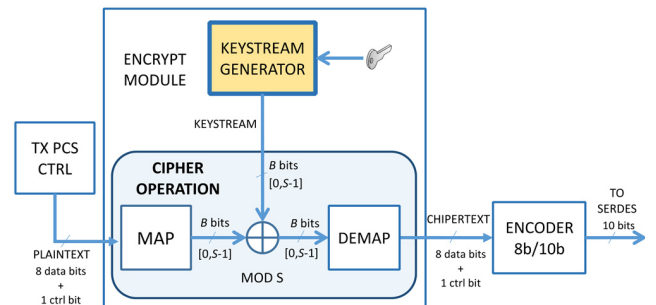 ENCRYPT
MODULE
KEYSTREAM
GENERATOR
KEYSTREAM
TX PCS
CTRL
CIPHER
OPERATION
B bits
[0,S-1]
MAP
B bits
[0,S-1]
B bits
[0,S-1]
MOD S
DEMAP
PLAINTEXT
8 data bits
+
1 ctrl bit
CHIPERTEXT
8 data bits
+
1 ctrl bit
ENCODER
8b/10b
TO
SERDES
10 bits